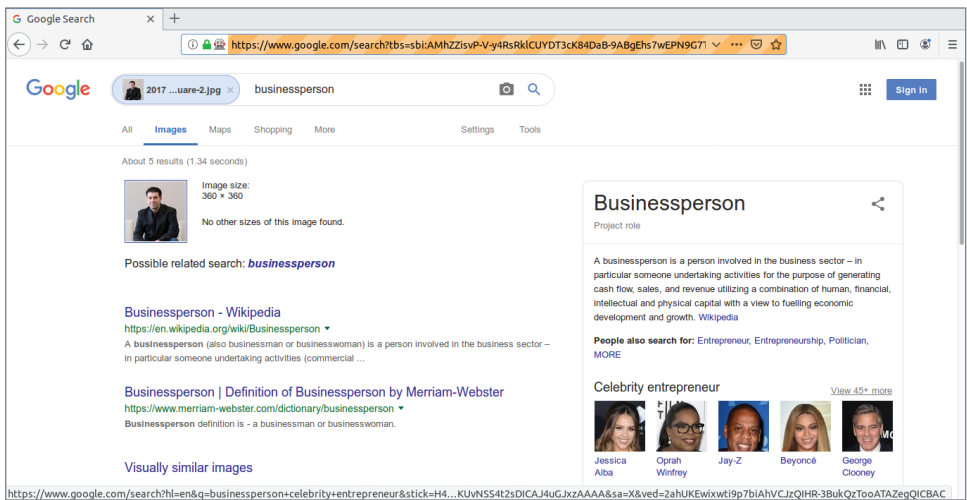 Google Search
https://www.google.com/search?tbs=sbi:AMhZZisvP-V-y4RsRklCUYDT3cK84DaB-9ABgEhs7wEPN9G7
Google
2017 ...uare-2.jpg × businessperson
Sign In
All Images Maps Shopping More Settings Tools
About 5 results (1.34 seconds)
Image size:
360 × 360
No other sizes of this image found.
Possible related search: businessperson
Businessperson - Wikipedia
https://en.wikipedia.org/wiki/Businessperson
A businessperson (also businessman or businesswoman) is a person involved in the business sector –
in particular someone undertaking activities (commercial ...
Businessperson | Definition of Businessperson by Merriam-Webster
https://www.merriam-webster.com/dictionary/businessperson
Businessperson definition is - a businessman or businesswoman.
Visually similar images
Businessperson
Project role
A businessperson is a person involved in the business sector – in
particular someone undertaking activities for the purpose of generating
cash flow, sales, and revenue utilizing a combination of human, financial,
intellectual and physical capital with a view to fuelling economic
development and growth. Wikipedia
People also search for: Entrepreneur, Entrepreneurship, Politician,
MORE
Celebrity entrepreneur View 45+ more
Jessica Alba
Oprah Winfrey
Jay-Z
Beyoncé
George Clooney
https://www.google.com/search?hl=en&q=businessperson+celebrity+entrepreneur&stick=H4...KUvNSS4t2sDICAJ4uGJxzAAAA&sa=X&ved=2ahUKEwixwti9p7biAhVCJzQIHR-3BukQzTooATAZegQICBAC